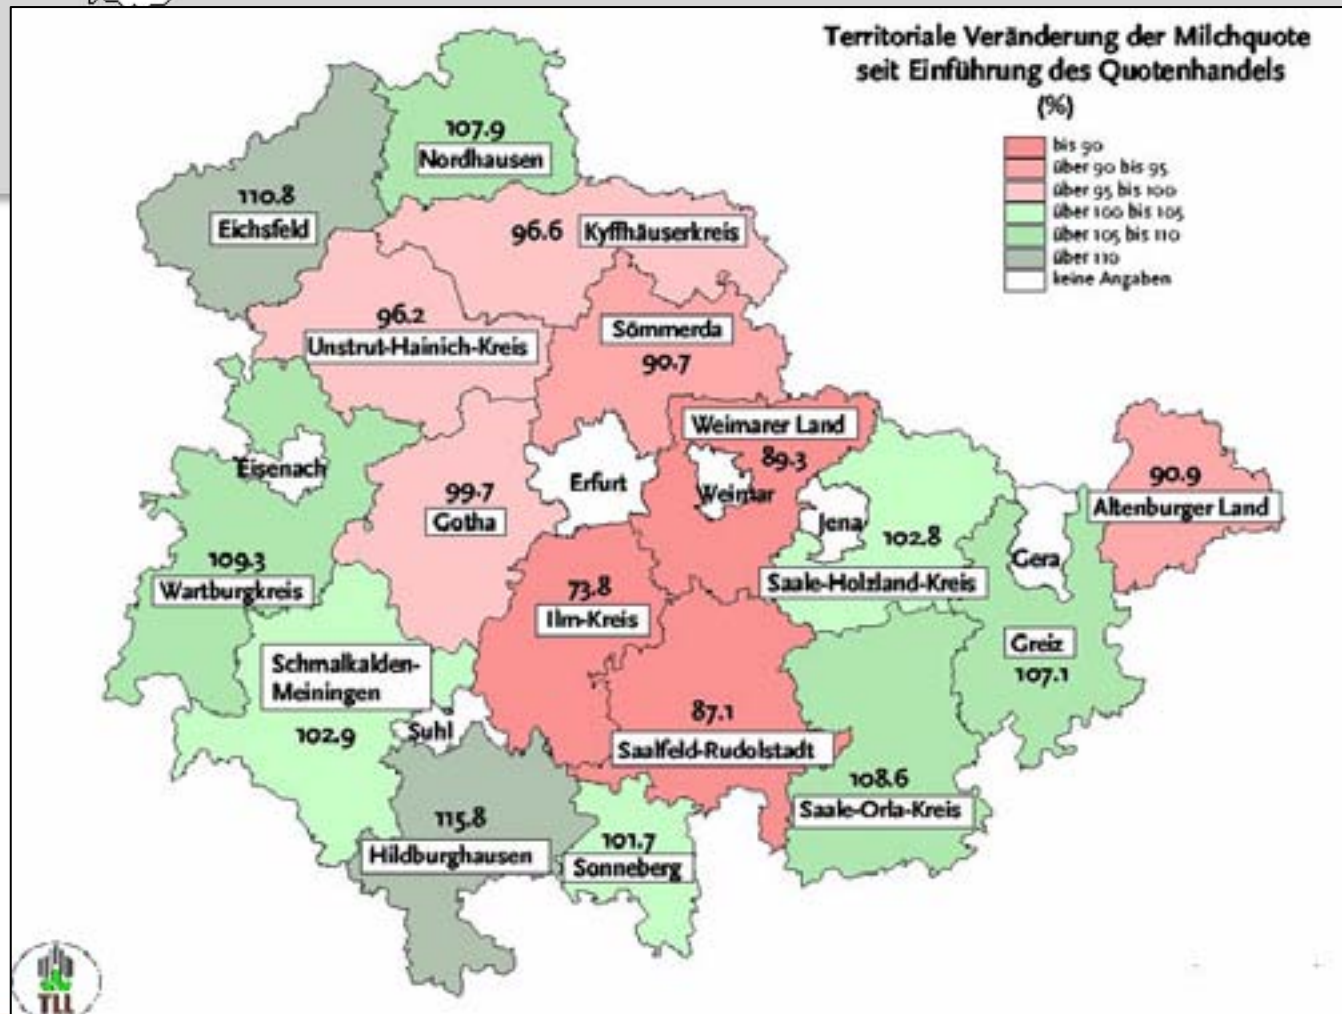 Territoriale Veränderung der Milchquote
seit Einführung des Quotenhandels
(%)
bis 90
über 90 bis 95
über 95 bis 100
über 100 bis 105
über 105 bis 110
über 110
keine Angaben
107.9
Nordhausen
110.8
Eichsfeld
96.6 Kyffhäuserkreis
96.2
Unstrut-Hainich-Kreis
Sömmerda
90.7
Weimarer Land
89.3
Eisenach
Erfurt
Weimar
99.7
Gotha
Jena
102.8
Saale-Holzland-Kreis
Gera
90.9
Altenburger Land
109.3
Wartburgkreis
73.8
Ilm-Kreis
Greiz
107.1
Schmalkalden-
Meiningen
102.9
Suhl
87.1
Saalfeld-Rudolstadt
108.6
Saale-Orla-Kreis
115.8
Hildburghausen
101.7
Sonneberg
TLL